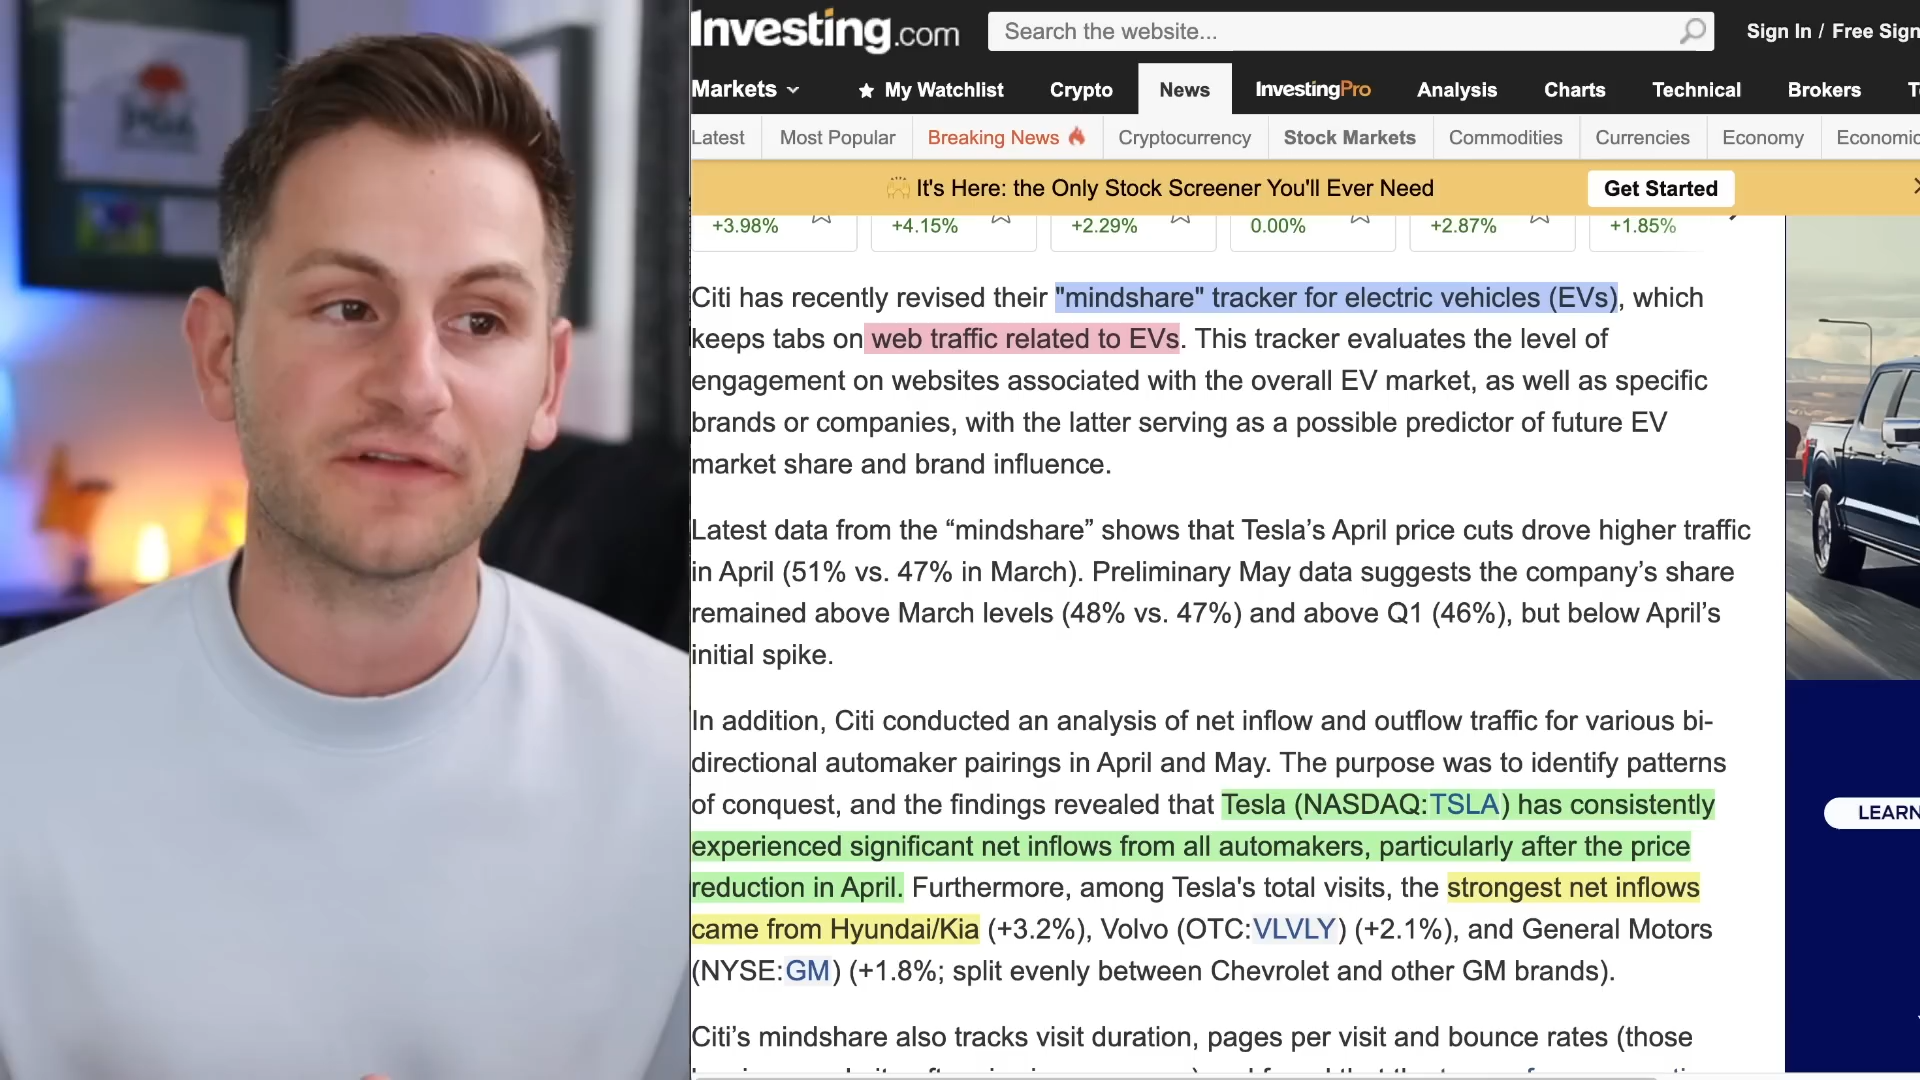 Investing.com
Search the website...
Sign In / Free Sign
Markets
My Watchlist
Crypto
News
InvestingPro
Analysis
Charts
Technical
Brokers
Latest
Most Popular
Breaking News
Cryptocurrency
Stock Markets
Commodities
Currencies
Economy
Economic
It's Here: the Only Stock Screener You'll Ever Need
Get Started
+3.98%
+4.15%
+2.29%
0.00%
+2.87%
+1.85%
Citi has recently revised their "mindshare" tracker for electric vehicles (EVs), which
keeps tabs on web traffic related to EVs. This tracker evaluates the level of
engagement on websites associated with the overall EV market, as well as specific
brands or companies, with the latter serving as a possible predictor of future EV
market share and brand influence.
Latest data from the “mindshare” shows that Tesla’s April price cuts drove higher traffic
in April (51% vs. 47% in March). Preliminary May data suggests the company’s share
remained above March levels (48% vs. 47%) and above Q1 (46%), but below April’s
initial spike.
In addition, Citi conducted an analysis of net inflow and outflow traffic for various bi-
directional automaker pairings in April and May. The purpose was to identify patterns
of conquest, and the findings revealed that Tesla (NASDAQ:TSLA) has consistently
experienced significant net inflows from all automakers, particularly after the price
reduction in April. Furthermore, among Tesla's total visits, the strongest net inflows
came from Hyundai/Kia (+3.2%), Volvo (OTC:VLVLY) (+2.1%), and General Motors
(NYSE:GM) (+1.8%; split evenly between Chevrolet and other GM brands).
LEARN
Citi’s mindshare also tracks visit duration, pages per visit and bounce rates (those